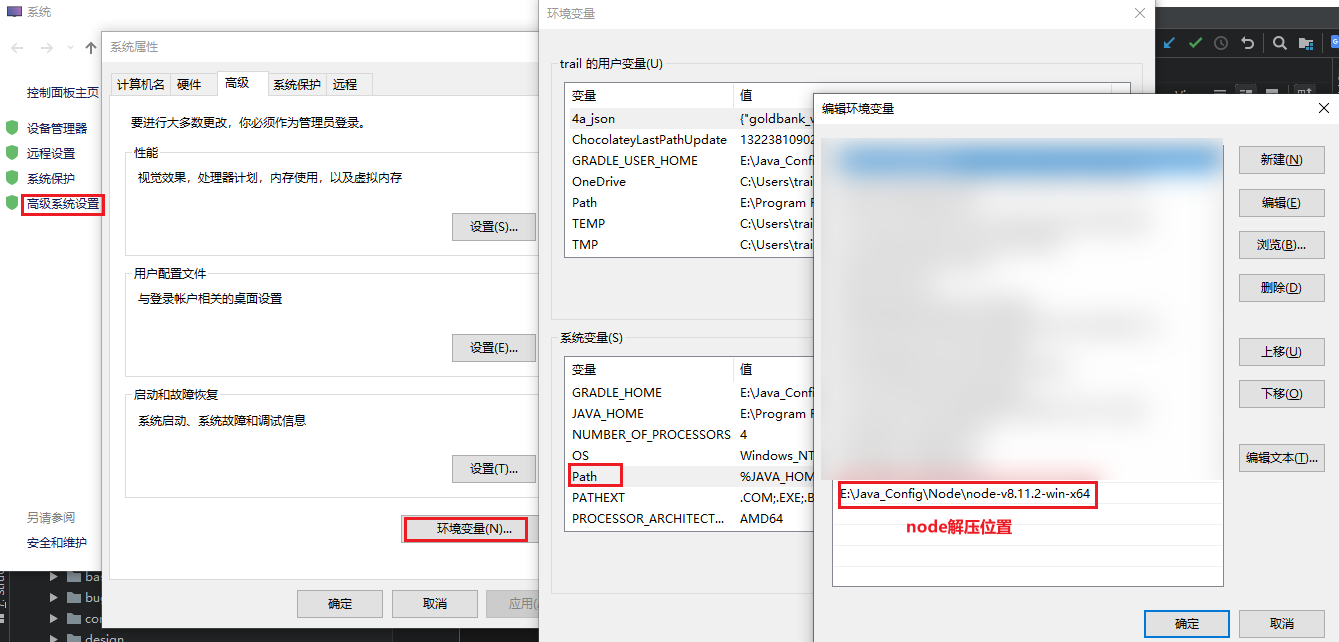 系统
控制面板主页
设备管理器
远程设置
系统保护
高级系统设置
另请参阅
安全和维护
系统属性
计算机名
硬件
高级
系统保护
远程
要进行大多数更改，你必须作为管理员登录。
性能
视觉效果，处理器计划，内存使用，以及虚拟内存
设置(S)...
用户配置文件
与登录帐户相关的桌面设置
设置(E)...
启动和故障恢复
系统启动、系统故障和调试信息
设置(T)...
环境变量(N)...
确定
取消
应用(
环境变量
trail 的用户变量(U)
变量 值
4a_json {"goldbank_
ChocolateyLastPathUpdate 1322381090
GRADLE_USER_HOME E:\Java_Confi
OneDrive C:\Users\trai
Path E:\Program
TEMP C:\Users\trai
TMP C:\Users\trai
系统变量(S)
变量 值
GRADLE_HOME E:\Java_Confi
JAVA_HOME E:\Program
NUMBER_OF_PROCESSORS 4
OS Windows_NT
Path %JAVA_HOM
PATHEXT .COM;.EXE;.B
PROCESSOR_ARCHITECT... AMD64
编辑环境变量
E:\Java_Config\Node\node-v8.11.2-win-x64
node解压位置
新建(N)
编辑(E)
浏览(B)...
删除(D)
上移(U)
下移(O)
编辑文本(T)...
确定
取消
design